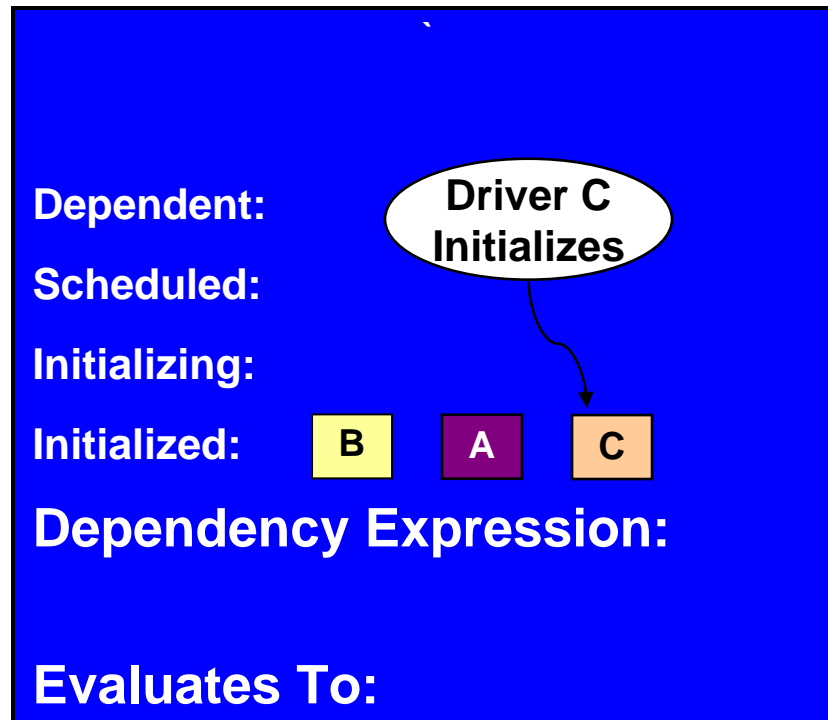 `
Dependent:
Driver C
Initializes
Scheduled:
Initializing:
Initialized: B A C
Dependency Expression:
Evaluates To: